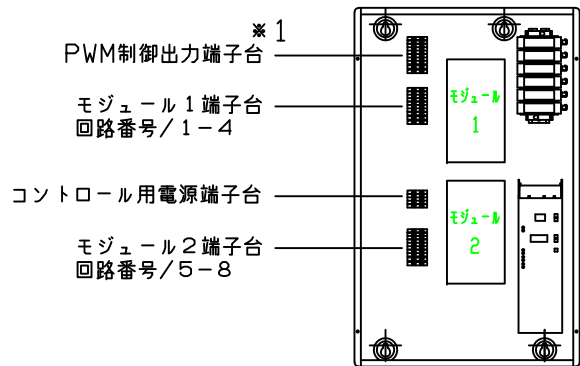 ※1
PWM制御出力端子台
モジュール1端子台
回路番号/1-4
コントロール用電源端子台
モジュール2端子台
回路番号/5-8
モジュール
1
モジュール
2